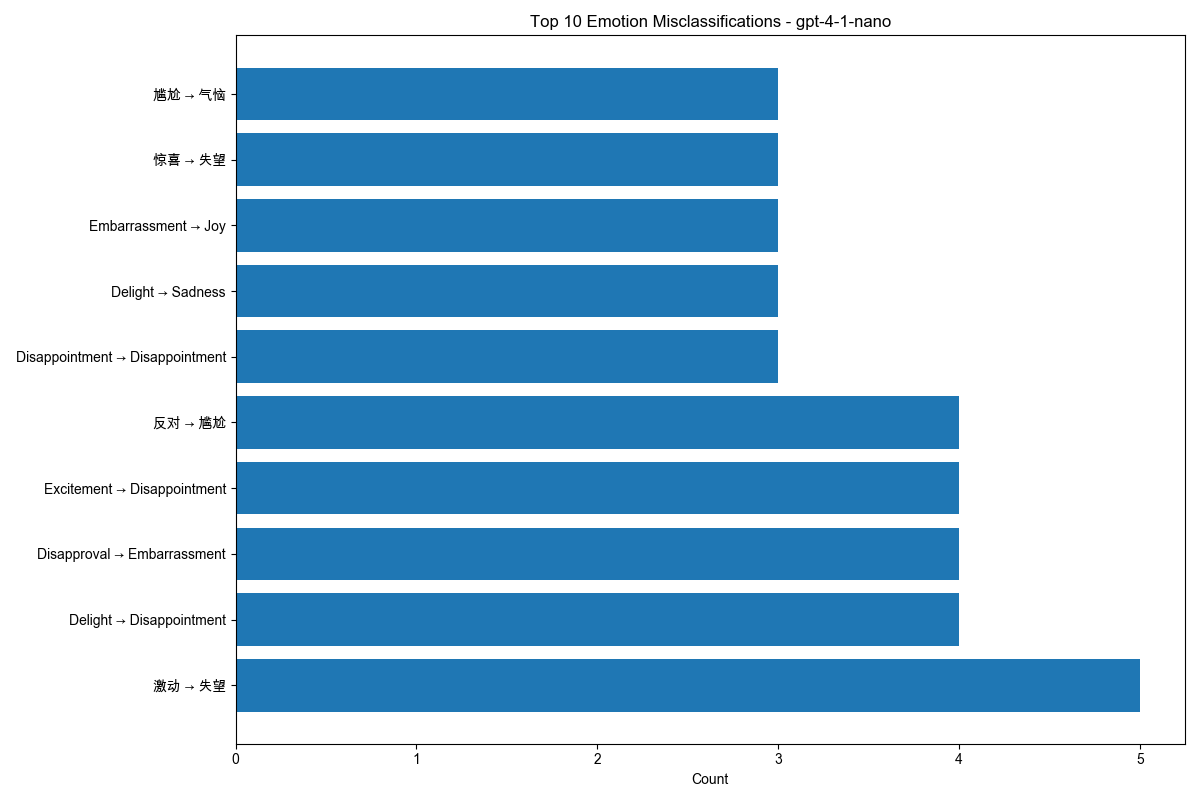 Top 10 Emotion Misclassifications - gpt-4-1-nano
尴尬 → 气恼
惊喜 → 失望
Embarrassment → Joy
Delight → Sadness
Disappointment → Disappointment
反对 → 尴尬
Excitement → Disappointment
Disapproval → Embarrassment
Delight → Disappointment
激动 → 失望
0 1 2 3 4 5
Count